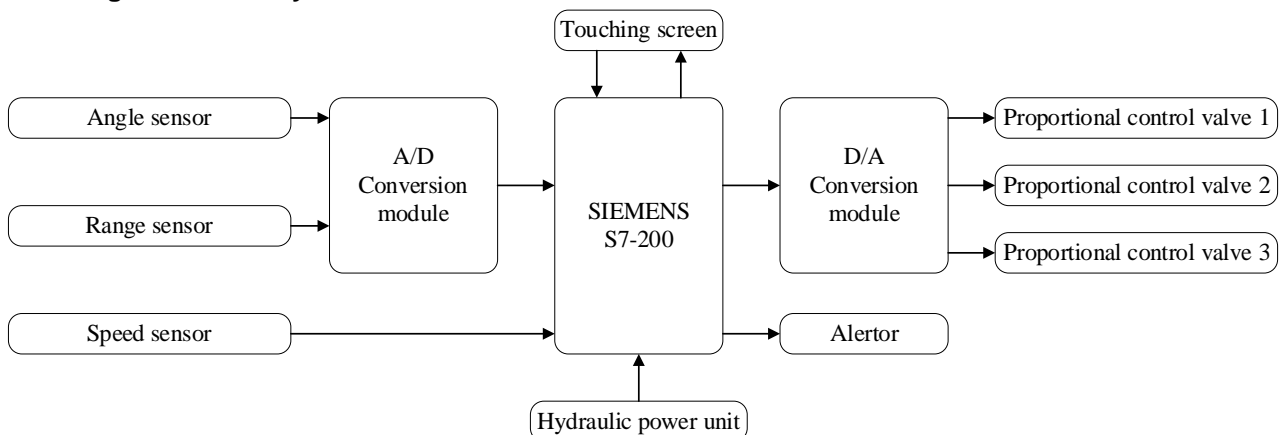 Touching screen
Angle sensor
Range sensor
Speed sensor
A/D
Conversion
module
SIEMENS
S7-200
D/A
Conversion
module
Proportional control valve 1
Proportional control valve 2
Proportional control valve 3
Alertor
Hydraulic power unit